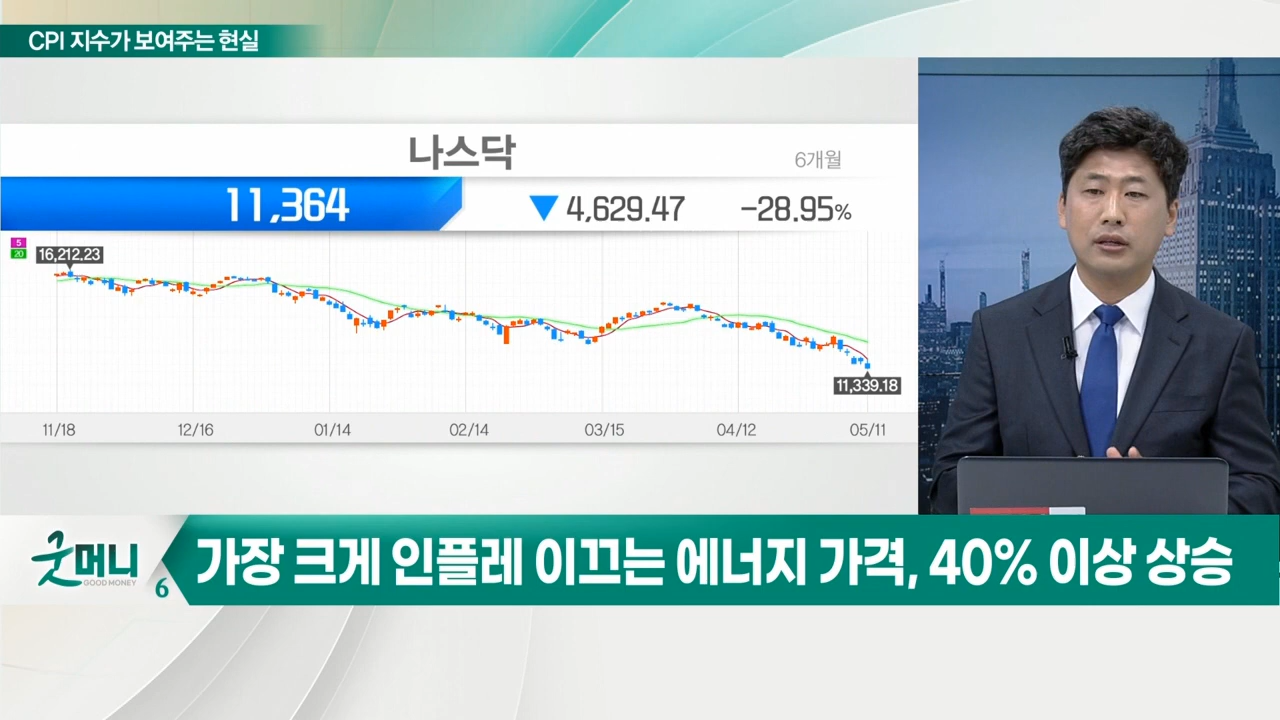 CPI 지수가 보여주는 현실
나스닥
6개월
11,364
▼ 4,629.47
-28.95%
5
20
16,212.23
11,339.18
11/18
12/16
01/14
02/14
03/15
04/12
05/11
굿머니
GOOD MONEY
6
가장 크게 인플레 이끄는 에너지 가격, 40% 이상 상승